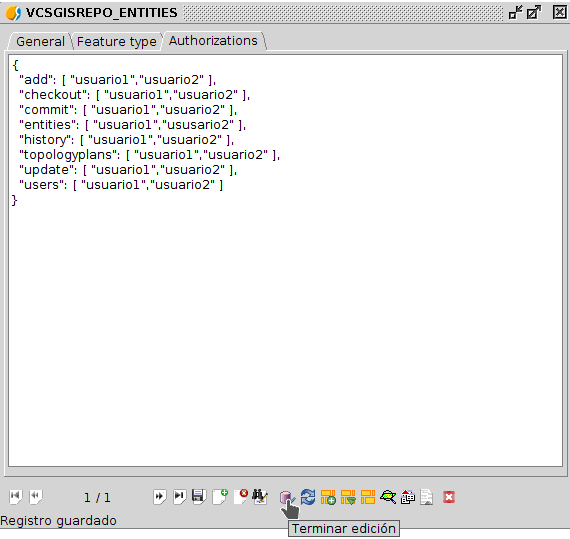 VCSGISREPO_ENTITIES
General Feature type Authorizations
{
"add": [ "usuario1","usuario2" ],
"checkout": [ "usuario1","usuario2" ],
"commit": [ "usuario1","usuario2" ],
"entities": [ "usuario1","ususario2" ],
"history": [ "usuario1","usuario2" ],
"topologyplans": [ "usuario1","usuario2" ],
"update": [ "usuario1","usuario2" ],
"users": [ "usuario1","usuario2" ]
}
1 / 1
Registro guardado
Terminar edición